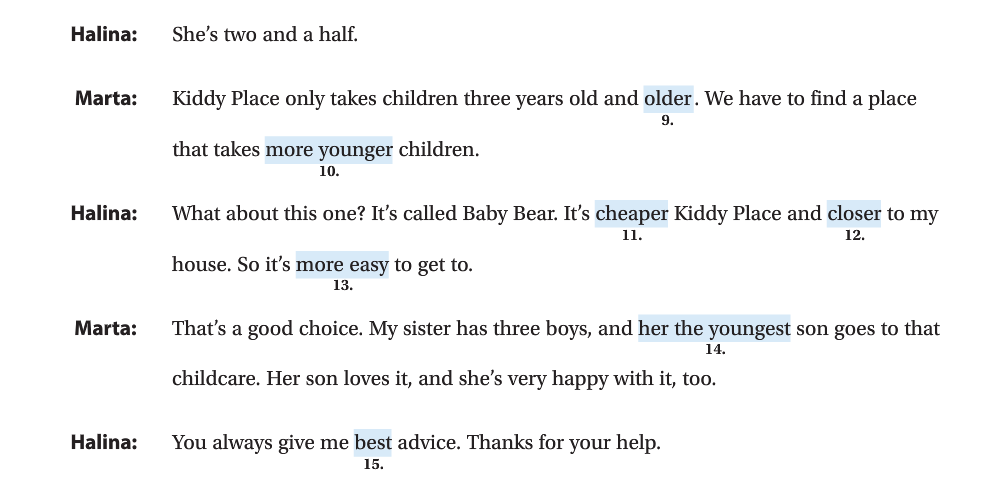 Halina: She’s two and a half.
Marta: Kiddy Place only takes children three years old and older. We have to find a place
9.
that takes more younger children.
10.
Halina: What about this one? It’s called Baby Bear. It’s cheaper Kiddy Place and closer to my
11. 12.
house. So it’s more easy to get to.
13.
Marta: That’s a good choice. My sister has three boys, and her the youngest son goes to that
14.
childcare. Her son loves it, and she’s very happy with it, too.
Halina: You always give me best advice. Thanks for your help.
15.